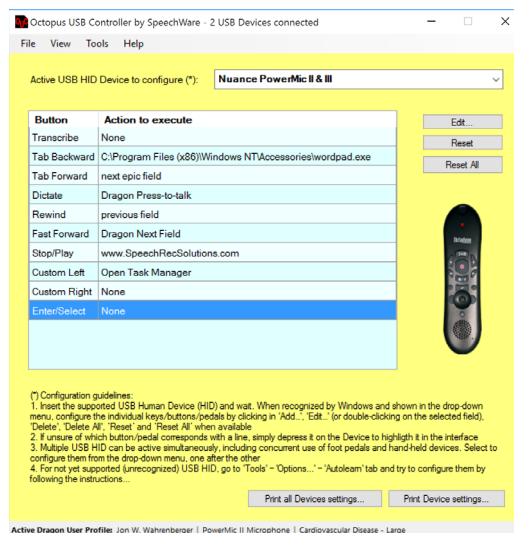 Octopus USB Controller by SpeechWare - 2 USB Devices connected
File View Tools Help
Active USB HID Device to configure (*): Nuance PowerMic II & III
Button Action to execute
Transcribe None
Tab Backward C:\Program Files (x86)\Windows NT\Accessories\wordpad.exe
Tab Forward next epic field
Dictate Dragon Press-to-talk
Rewind previous field
Fast Forward Dragon Next Field
Stop/Play www.SpeechRecSolutions.com
Custom Left Open Task Manager
Custom Right None
Enter/Select None
Edit...
Reset
Reset All
(*) Configuration guidelines:
1. Insert the supported USB Human Device (HID) and wait. When recognized by Windows and shown in the drop-down
menu, configure the individual keys/buttons/pedals by clicking in 'Add..', 'Edit...' (or double-clicking on the selected field),
'Delete', 'Delete All', 'Reset' and 'Reset All' when available
2. If unsure of which button/pedal corresponds with a line, simply depress it on the Device to highligth it in the interface
3. Multiple USB HID can be active simultaneously, including concurrent use of foot pedals and hand-held devices. Select to
configure them from the drop-down menu, one after the other
4. For not yet supported (unrecognized) USB HID, go to 'Tools' - 'Options...' - 'Autolearn' tab and try to configure them by
following the instructions...
Print all Devices settings... Print Device settings...
Active Dragon User Profile: Jon W. Wahrenberger | PowerMic II Microphone | Cardiovascular Disease - Large